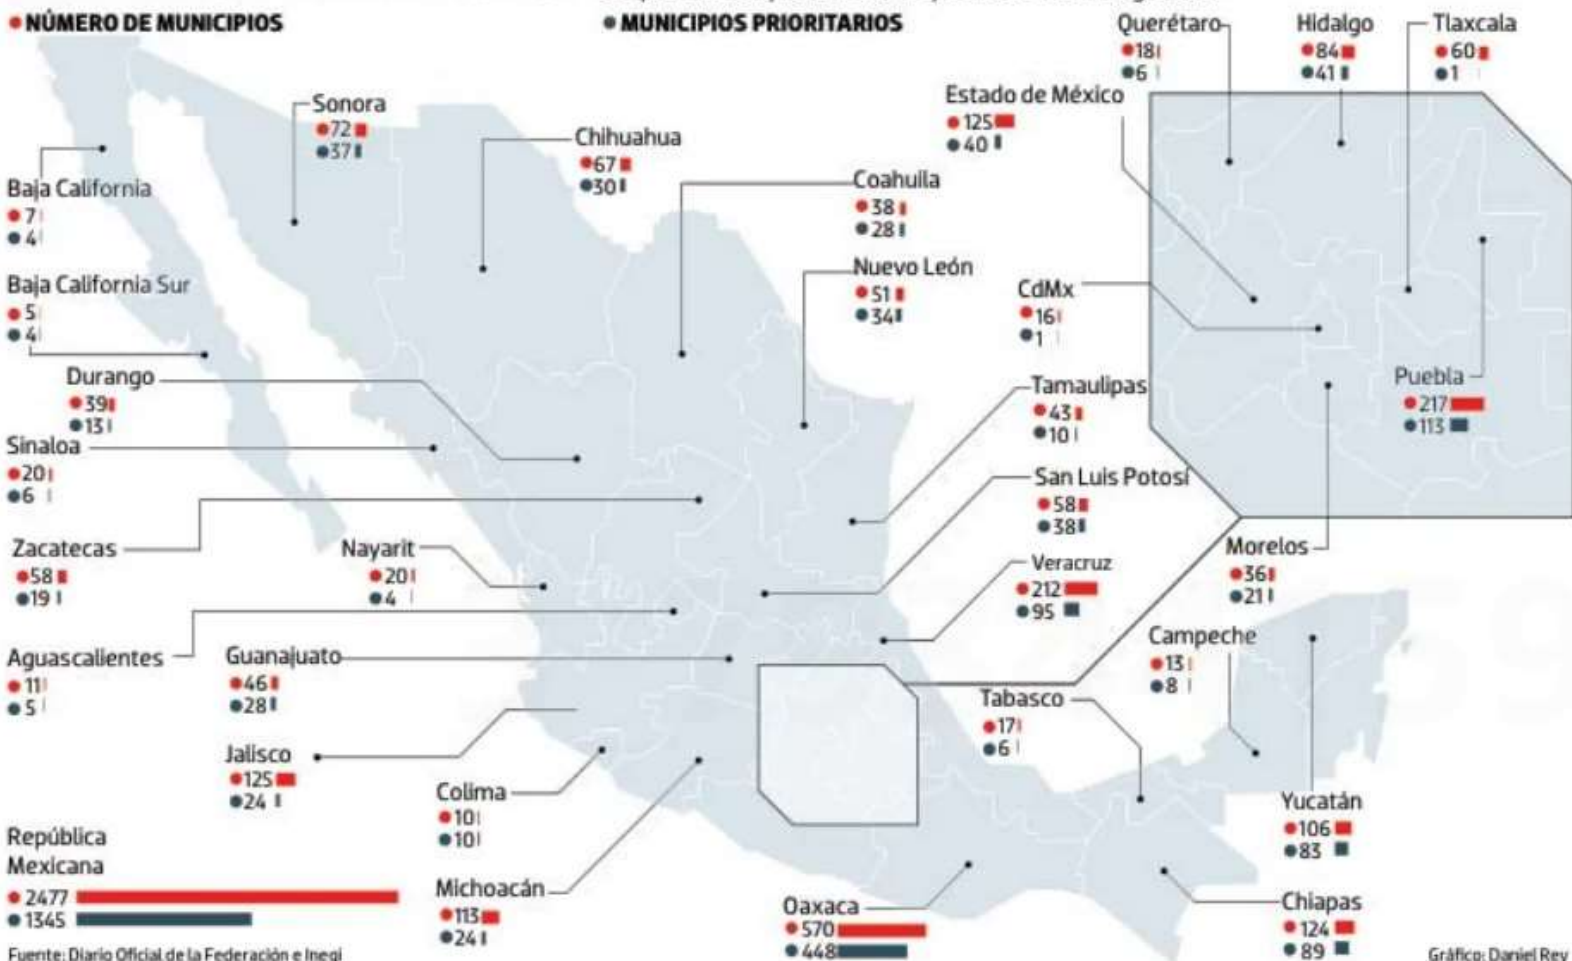 NÚMERO DE MUNICIPIOS
MUNICIPIOS PRIORITARIOS
Querétaro
18
6
Hidalgo
84
41
Tlaxcala
60
1
Estado de México
125
40
Sonora
72
37
Chihuahua
67
30
Coahuila
38
28
Baja California
7
4
Nuevo León
51
34
CdMx
16
1
Baja California Sur
5
4
Durango
39
13
Tamaulipas
43
10
Puebla
217
113
Sinaloa
20
6
San Luis Potosí
58
38
Zacatecas
58
19
Nayarit
20
4
Veracruz
212
95
Morelos
36
21
Aguascalientes
11
5
Guanajuato
46
28
Campeche
13
8
Tabasco
17
6
Jalisco
125
24
Colima
10
10
Yucatán
106
83
República
Mexicana
2477
1345
Michoacán
113
24
Oaxaca
570
448
Chiapas
124
89
Fuente: Diario Oficial de la Federación e Inegi
Gráfico: Daniel Rey